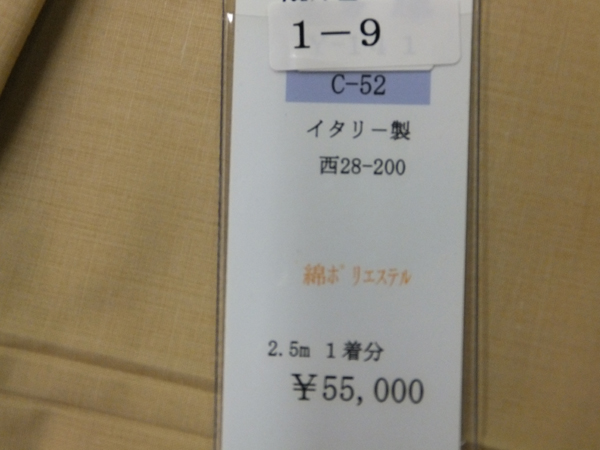 1－9
C-52
イタリー製
西28-200
綿ﾎﾟﾘｴｽﾃﾙ
2.5m 1着分
￥55,000